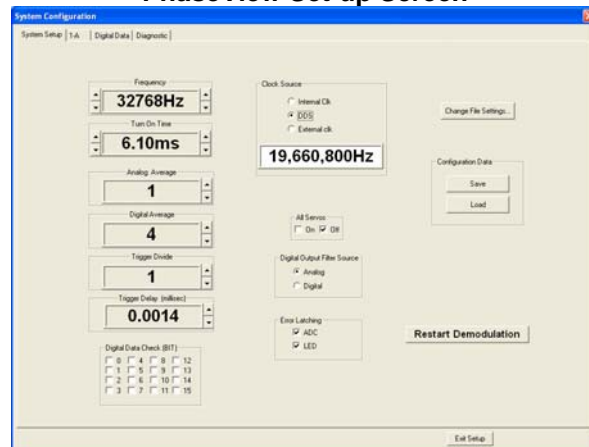 PhaseView Set-up Screen
System Configuration
System Setup 1-A Digital Data Diagnostic
Frequency
32768Hz
Turn On Time
6.10ms
Analog Average
1
Digital Average
4
Trigger Divide
1
Trigger Delay (millisec)
0.0014
Digital Data Check (BIT)
0 4 8 12
1 5 9 13
2 6 10 14
3 7 11 15
Clock Source
Internal Clk
DDS
External clk
19,660,800Hz
All Servos
On Off
Digital Output Filter Source
Analog
Digital
Error Latching
ADC
LED
Change File Settings...
Configuration Data
Save
Load
Restart Demodulation
Exit Setup